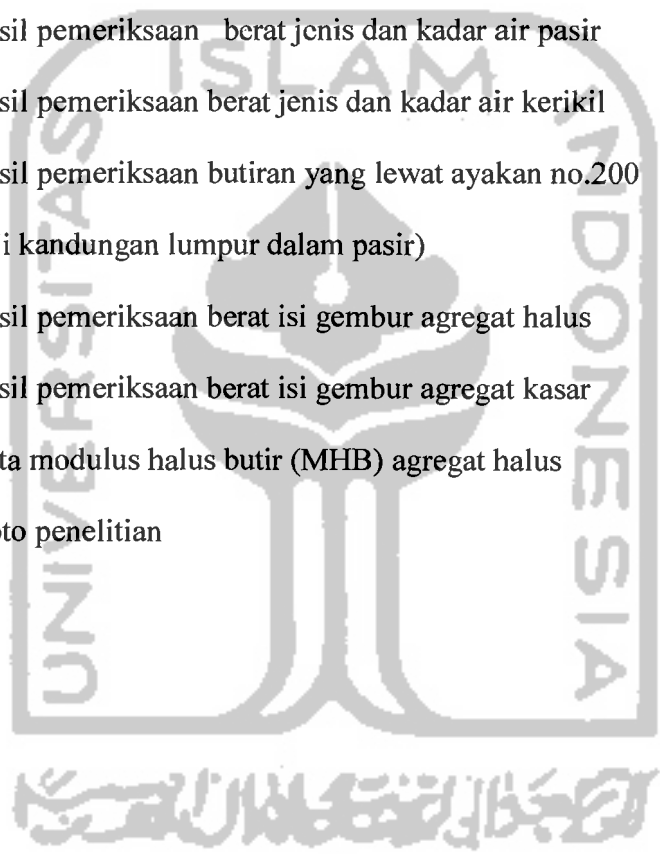 sil pemeriksaan berat jenis dan kadar air pasir
sil pemeriksaan berat jenis dan kadar air kerikil
sil pemeriksaan butiran yang lewat ayakan no.200
i kandungan lumpur dalam pasir)
sil pemeriksaan berat isi gembur agregat halus
sil pemeriksaan berat isi gembur agregat kasar
ta modulus halus butir (MHB) agregat halus
oto penelitian
ISLAM
UNIVERSITAS
INDONESIA